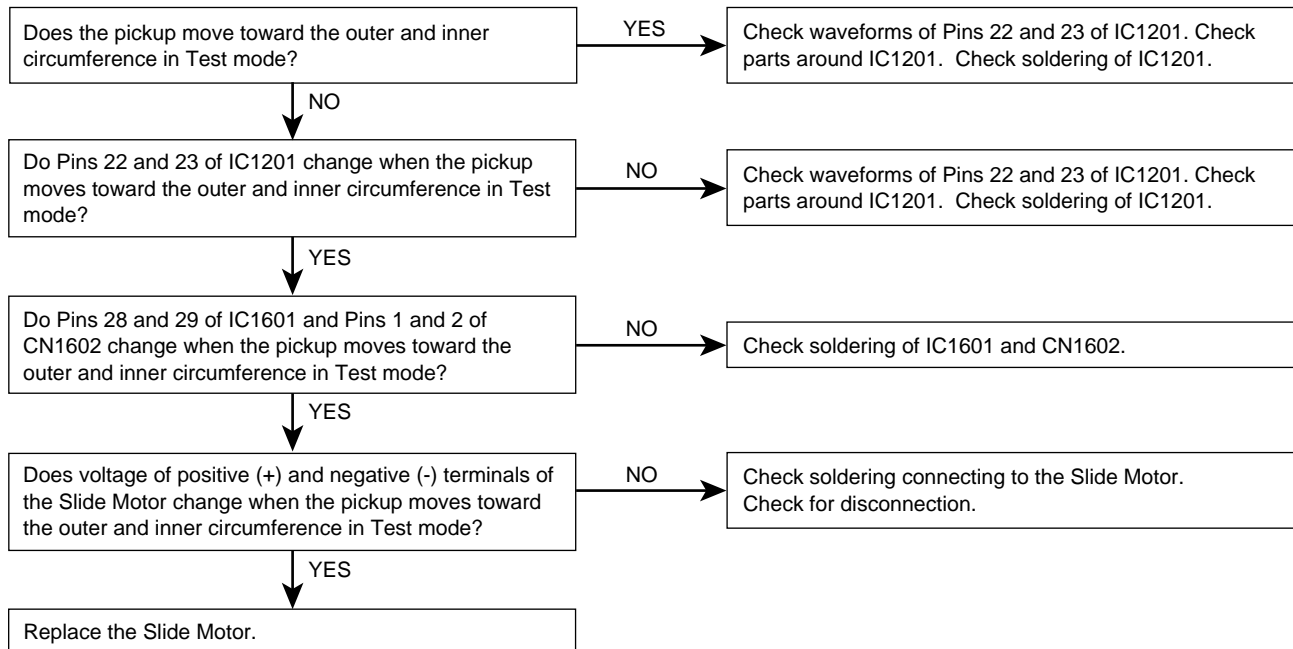 Does the pickup move toward the outer and inner
circumference in Test mode?
YES
Check waveforms of Pins 22 and 23 of IC1201. Check
parts around IC1201.  Check soldering of IC1201.
NO
Do Pins 22 and 23 of IC1201 change when the pickup
moves toward the outer and inner circumference in Test
mode?
NO
Check waveforms of Pins 22 and 23 of IC1201. Check
parts around IC1201.  Check soldering of IC1201.
YES
Do Pins 28 and 29 of IC1601 and Pins 1 and 2 of
CN1602 change when the pickup moves toward the
outer and inner circumference in Test mode?
NO
Check soldering of IC1601 and CN1602.
YES
Does voltage of positive (+) and negative (-) terminals of
the Slide Motor change when the pickup moves toward
the outer and inner circumference in Test mode?
NO
Check soldering connecting to the Slide Motor.
Check for disconnection.
YES
Replace the Slide Motor.